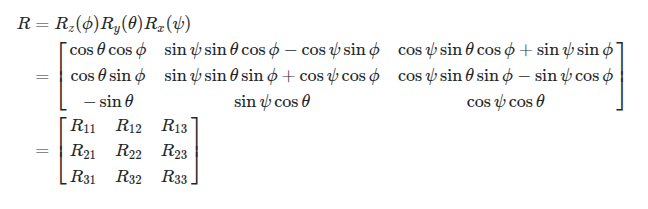 R = R_z(ϕ)R_y(θ)R_x(ψ)
= [ cos θ cos ϕ   sin ψ sin θ cos ϕ − cos ψ sin ϕ   cos ψ sin θ cos ϕ + sin ψ sin ϕ
cos θ sin ϕ   sin ψ sin θ sin ϕ + cos ψ cos ϕ   cos ψ sin θ sin ϕ − sin ψ cos ϕ
− sin θ   sin ψ cos θ   cos ψ cos θ ]
= [ R_11   R_12   R_13
R_21   R_22   R_23
R_31   R_32   R_33 ]